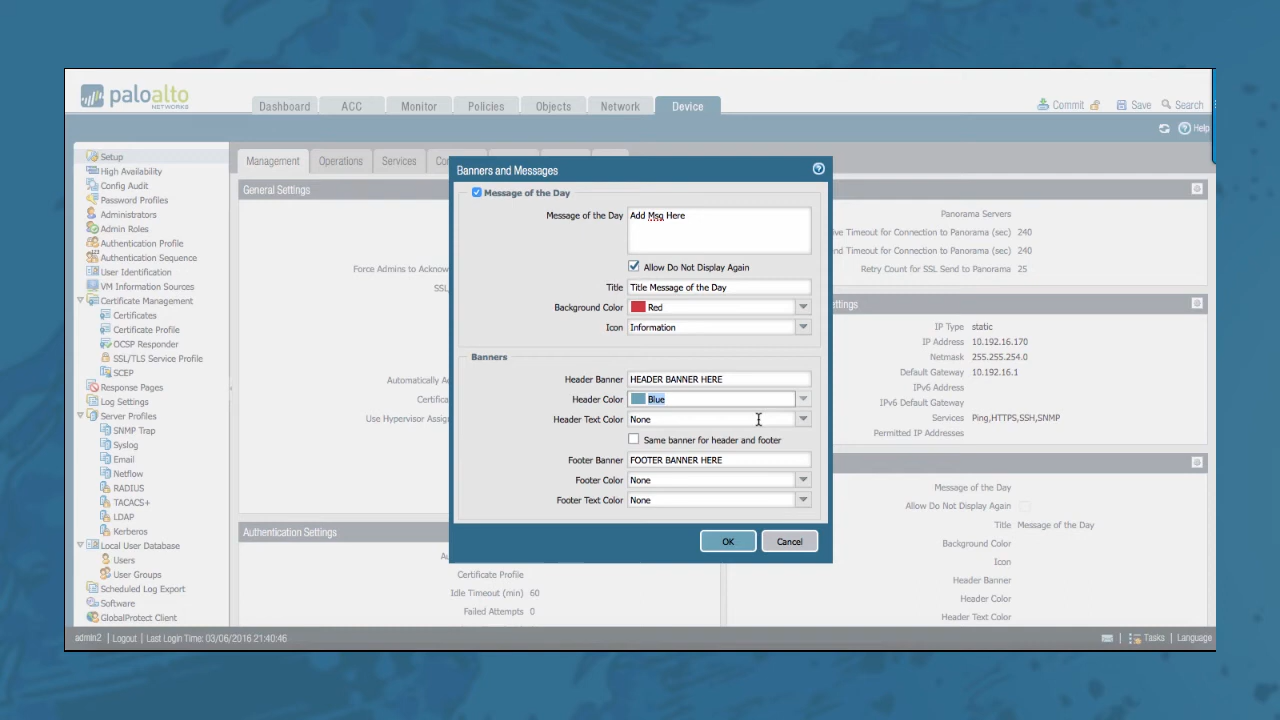 paloalto
NETWORKS
Dashboard ACC Monitor Policies Objects Network Device
Commit Save Search
Help
Setup
High Availability
Config Audit
Password Profiles
Administrators
Admin Roles
Authentication Profile
Authentication Sequence
User Identification
VM Information Sources
Certificate Management
Certificates
Certificate Profile
OCSP Responder
SSL/TLS Service Profile
SCEP
Response Pages
Log Settings
Server Profiles
SNMP Trap
Syslog
Email
Netflow
RADIUS
TACACS+
LDAP
Kerberos
Local User Database
Users
User Groups
Scheduled Log Export
Software
GlobalProtect Client
Management Operations Services
General Settings
Force Admins to Acknow
SSL
Automatically Ac
Certifica
Use Hypervisor Assign
Authentication Settings
Certificate Profile
Idle Timeout (min) 60
Failed Attempts 0
Banners and Messages
Message of the Day
Message of the Day Add Msg Here
Allow Do Not Display Again
Title Title Message of the Day
Background Color Red
Icon Information
Banners
Header Banner HEADER BANNER HERE
Header Color Blue
Header Text Color None
Same banner for header and footer
Footer Banner FOOTER BANNER HERE
Footer Color None
Footer Text Color None
OK Cancel
Panorama Servers
ve Timeout for Connection to Panorama (sec) 240
nd Timeout for Connection to Panorama (sec) 240
Retry Count for SSL Send to Panorama 25
ettings
IP Type static
IP Address 10.192.16.170
Netmask 255.255.254.0
Default Gateway 10.192.16.1
IPv6 Address
IPv6 Default Gateway
Services Ping,HTTPS,SSH,SNMP
Permitted IP Addresses
Message of the Day
Allow Do Not Display Again
Title Message of the Day
Background Color
Icon
Header Banner
Header Color
Header Text Color
admin2 | Logout | Last Login Time: 03/06/2016 21:40:46
Tasks | Language